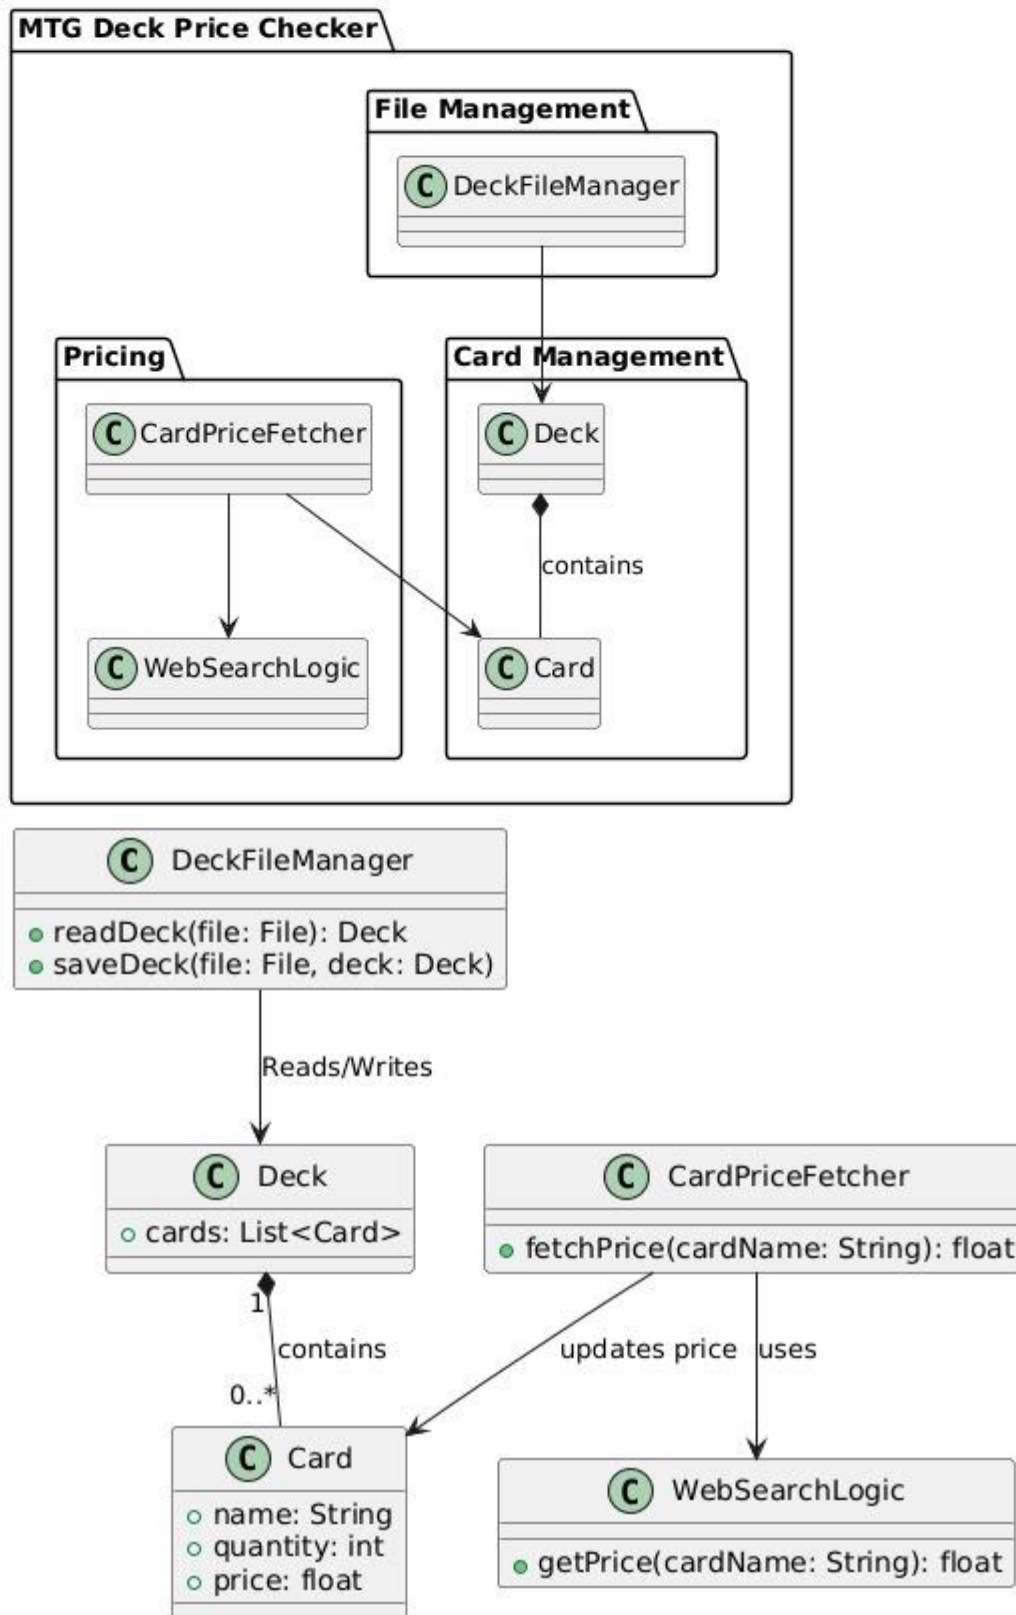 MTG Deck Price Checker
File Management
C DeckFileManager
Pricing
Card Management
C CardPriceFetcher
C Deck
contains
C WebSearchLogic
C Card
C DeckFileManager
readDeck(file: File): Deck
saveDeck(file: File, deck: Deck)
Reads/Writes
C Deck
cards: List<Card>
C CardPriceFetcher
fetchPrice(cardName: String): float
1
contains
updates price
uses
0..*
C Card
name: String
quantity: int
price: float
C WebSearchLogic
getPrice(cardName: String): float